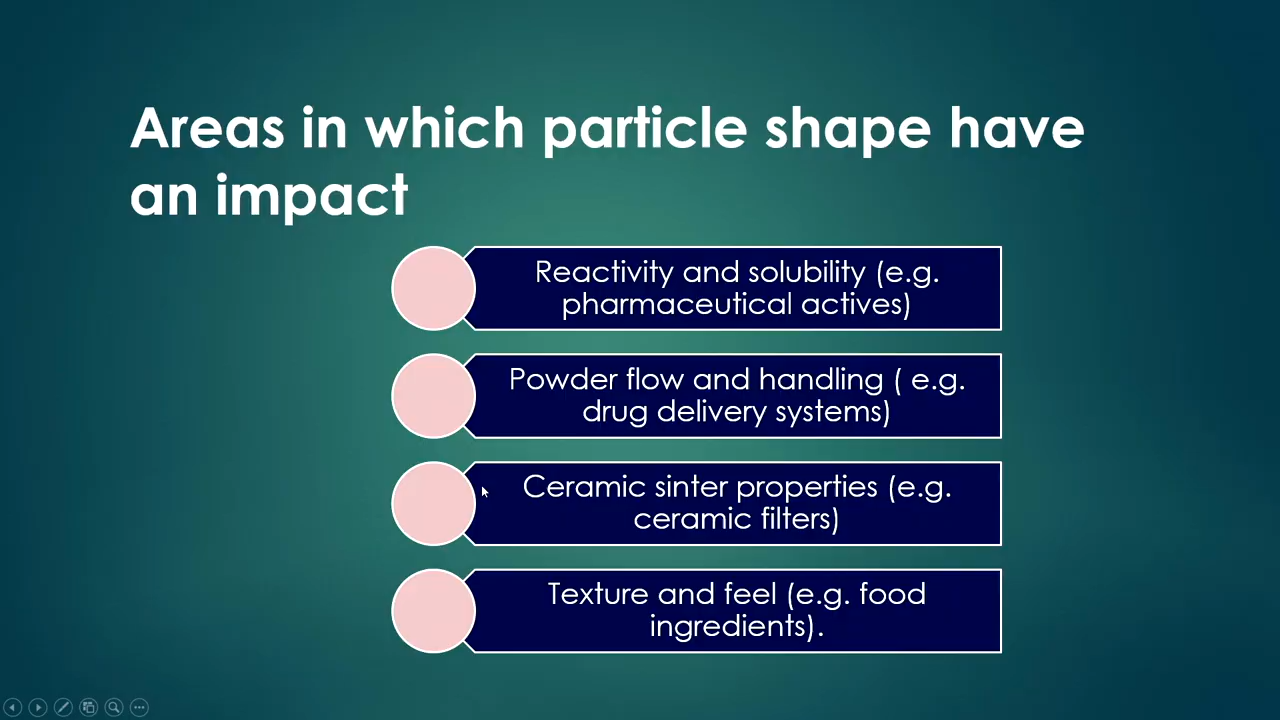 Areas in which particle shape have
an impact
Reactivity and solubility (e.g.
pharmaceutical actives)
Powder flow and handling ( e.g.
drug delivery systems)
Ceramic sinter properties (e.g.
ceramic filters)
Texture and feel (e.g. food
ingredients).